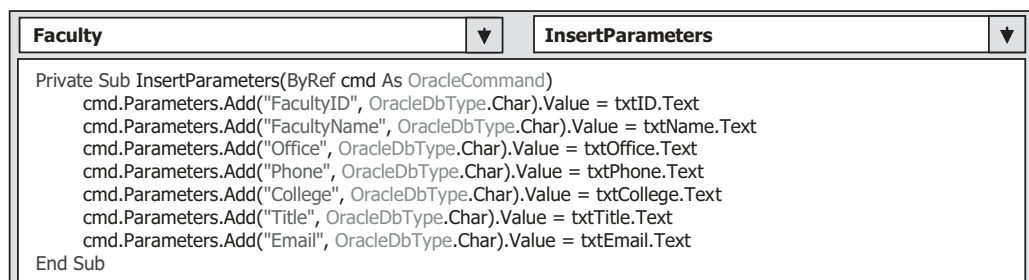 Faculty InsertParameters
Private Sub InsertParameters(ByRef cmd As OracleCommand)
cmd.Parameters.Add("FacultyID", OracleDbType.Char).Value = txtID.Text
cmd.Parameters.Add("FacultyName", OracleDbType.Char).Value = txtName.Text
cmd.Parameters.Add("Office", OracleDbType.Char).Value = txtOffice.Text
cmd.Parameters.Add("Phone", OracleDbType.Char).Value = txtPhone.Text
cmd.Parameters.Add("College", OracleDbType.Char).Value = txtCollege.Text
cmd.Parameters.Add("Title", OracleDbType.Char).Value = txtTitle.Text
cmd.Parameters.Add("Email", OracleDbType.Char).Value = txtEmail.Text
End Sub